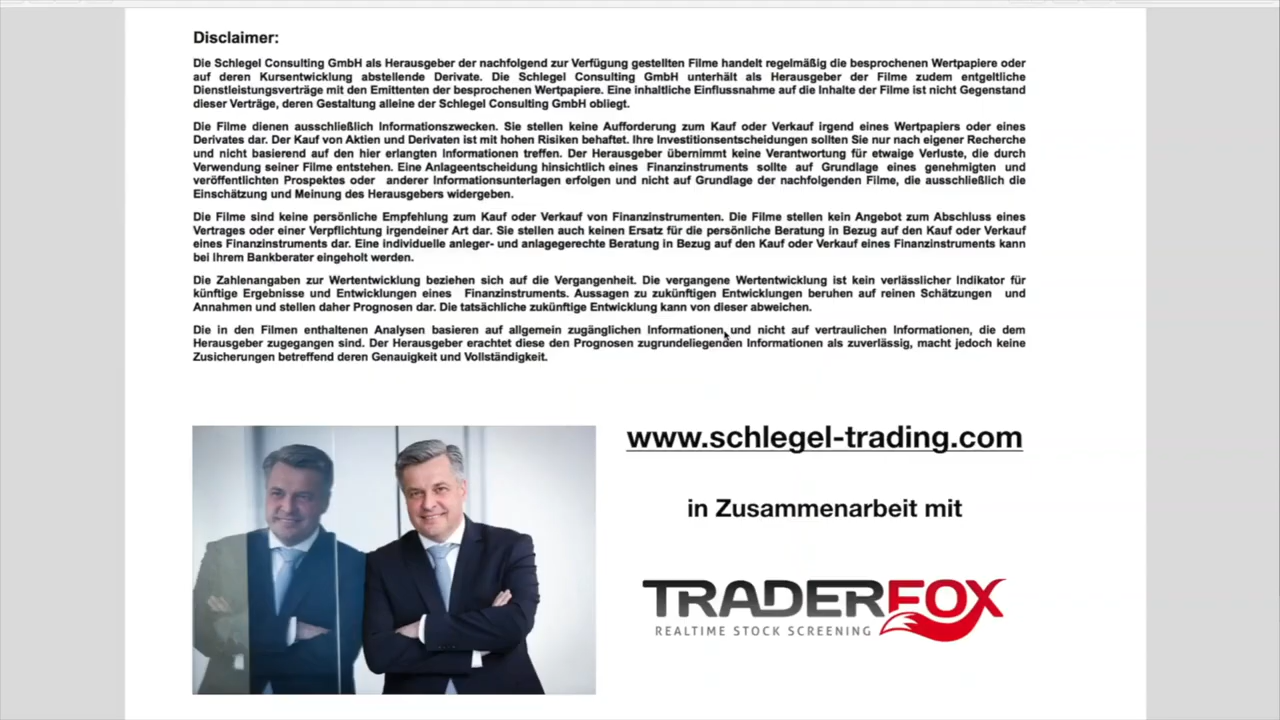 Disclaimer:
Die Schlegel Consulting GmbH als Herausgeber der nachfolgend zur Verfügung gestellten Filme handelt regelmäßig die besprochenen Wertpapiere oder
auf deren Kursentwicklung abstellende Derivate. Die Schlegel Consulting GmbH unterhält als Herausgeber der Filme zudem entgeltliche
Dienstleistungsverträge mit den Emittenten der besprochenen Wertpapiere. Eine inhaltliche Einflussnahme auf die Inhalte der Filme ist nicht Gegenstand
dieser Verträge, deren Gestaltung alleine der Schlegel Consulting GmbH obliegt.
Die Filme dienen ausschließlich Informationszwecken. Sie stellen keine Aufforderung zum Kauf oder Verkauf irgend eines Wertpapiers oder eines
Derivates dar. Der Kauf von Aktien und Derivaten ist mit hohen Risiken behaftet. Ihre Investitionsentscheidungen sollten Sie nur nach eigener Recherche
und nicht basierend auf den hier erlangten Informationen treffen. Der Herausgeber übernimmt keine Verantwortung für etwaige Verluste, die durch
Verwendung seiner Filme entstehen. Eine Anlageentscheidung hinsichtlich eines Finanzinstruments sollte auf Grundlage eines genehmigten und
veröffentlichten Prospektes oder anderer Informationsunterlagen erfolgen und nicht auf Grundlage der nachfolgenden Filme, die ausschließlich die
Einschätzung und Meinung des Herausgebers widergeben.
Die Filme sind keine persönliche Empfehlung zum Kauf oder Verkauf von Finanzinstrumenten. Die Filme stellen kein Angebot zum Abschluss eines
Vertrages oder einer Verpflichtung irgendeiner Art dar. Sie stellen auch keinen Ersatz für die persönliche Beratung in Bezug auf den Kauf oder Verkauf
eines Finanzinstruments dar. Eine individuelle anleger- und anlagegerechte Beratung in Bezug auf den Kauf oder Verkauf eines Finanzinstruments kann
bei Ihrem Bankberater eingeholt werden.
Die Zahlenangaben zur Wertentwicklung beziehen sich auf die Vergangenheit. Die vergangene Wertentwicklung ist kein verlässlicher Indikator für
künftige Ergebnisse und Entwicklungen eines Finanzinstruments. Aussagen zu zukünftigen Entwicklungen beruhen auf reinen Schätzungen und
Annahmen und stellen daher Prognosen dar. Die tatsächliche zukünftige Entwicklung kann von dieser abweichen.
Die in den Filmen enthaltenen Analysen basieren auf allgemein zugänglichen Informationen und nicht auf vertraulichen Informationen, die dem
Herausgeber zugegangen sind. Der Herausgeber erachtet diese den Prognosen zugrundeliegenden Informationen als zuverlässig, macht jedoch keine
Zusicherungen betreffend deren Genauigkeit und Vollständigkeit.
www.schlegel-trading.com
in Zusammenarbeit mit
TRADERFOX
REALTIME STOCK SCREENING